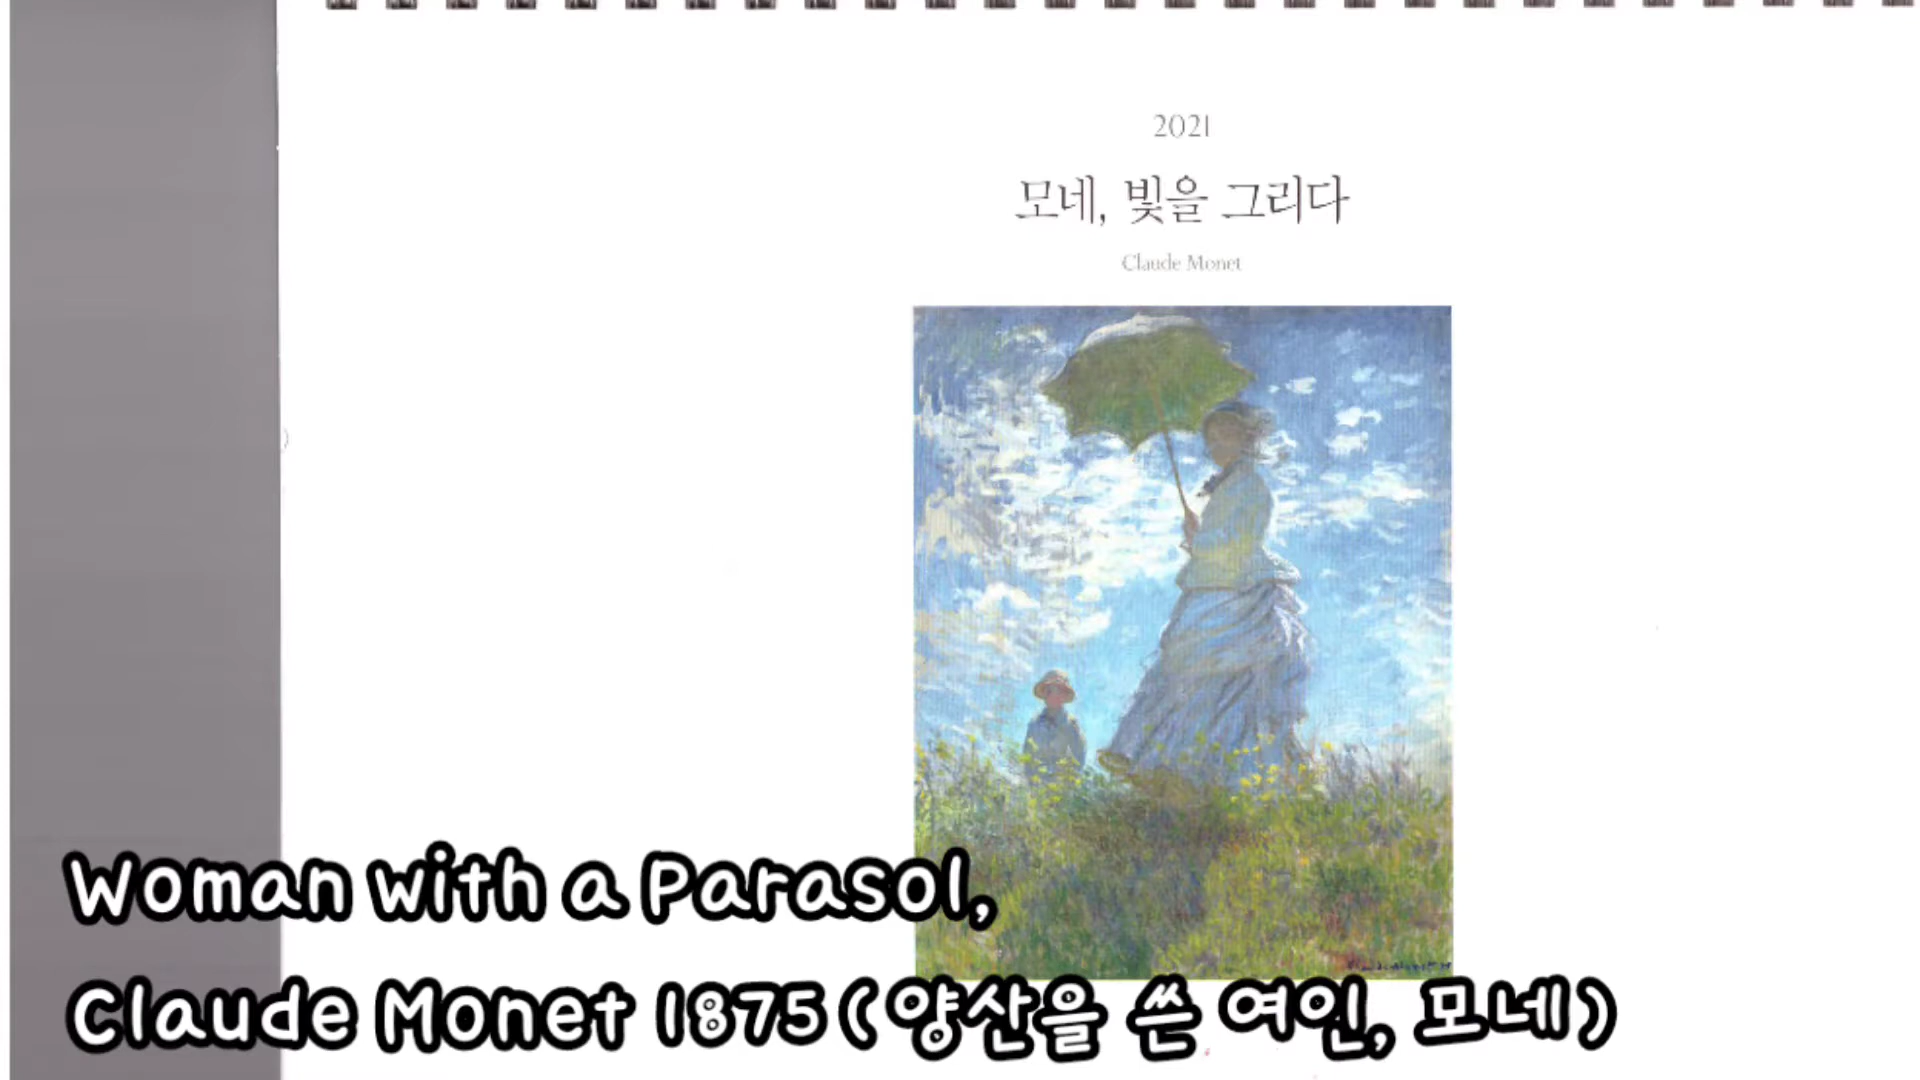 2021
모네, 빛을 그리다
Claude Monet
Woman with a Parasol,
Claude Monet 1875 (양산을 쓴 여인, 모네)